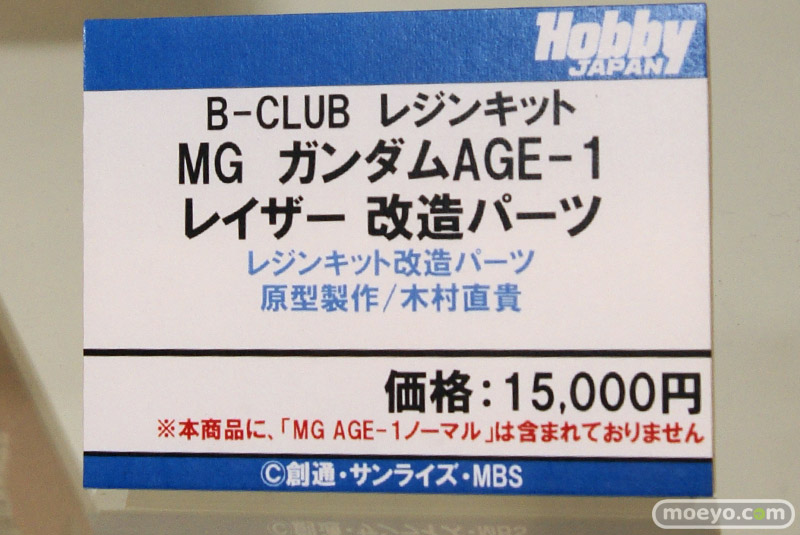 Hobby
JAPAN
B-CLUB レジンキット
MG ガンダムAGE-1
レイザー 改造パーツ
レジンキット改造パーツ
原型製作/木村直貴
価格:15,000円
※本商品に、「MG AGE-1ノーマル」は含まれておりません
©創通・サンライズ・MBS
moeyo.com